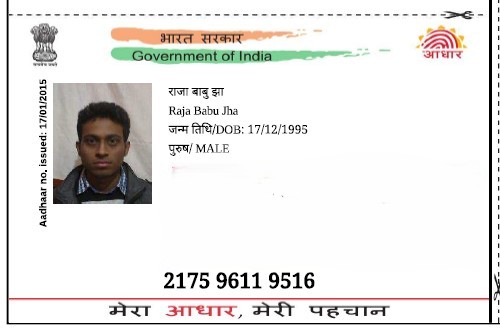 भारत सरकार
Government of India
आधार
Aadhaar no. issued: 17/01/2015
राजा बाबु झा
Raja Babu Jha
जन्म तिथि/DOB: 17/12/1995
पुरुष/ MALE
2175 9611 9516
मेरा आधार, मेरी पहचान